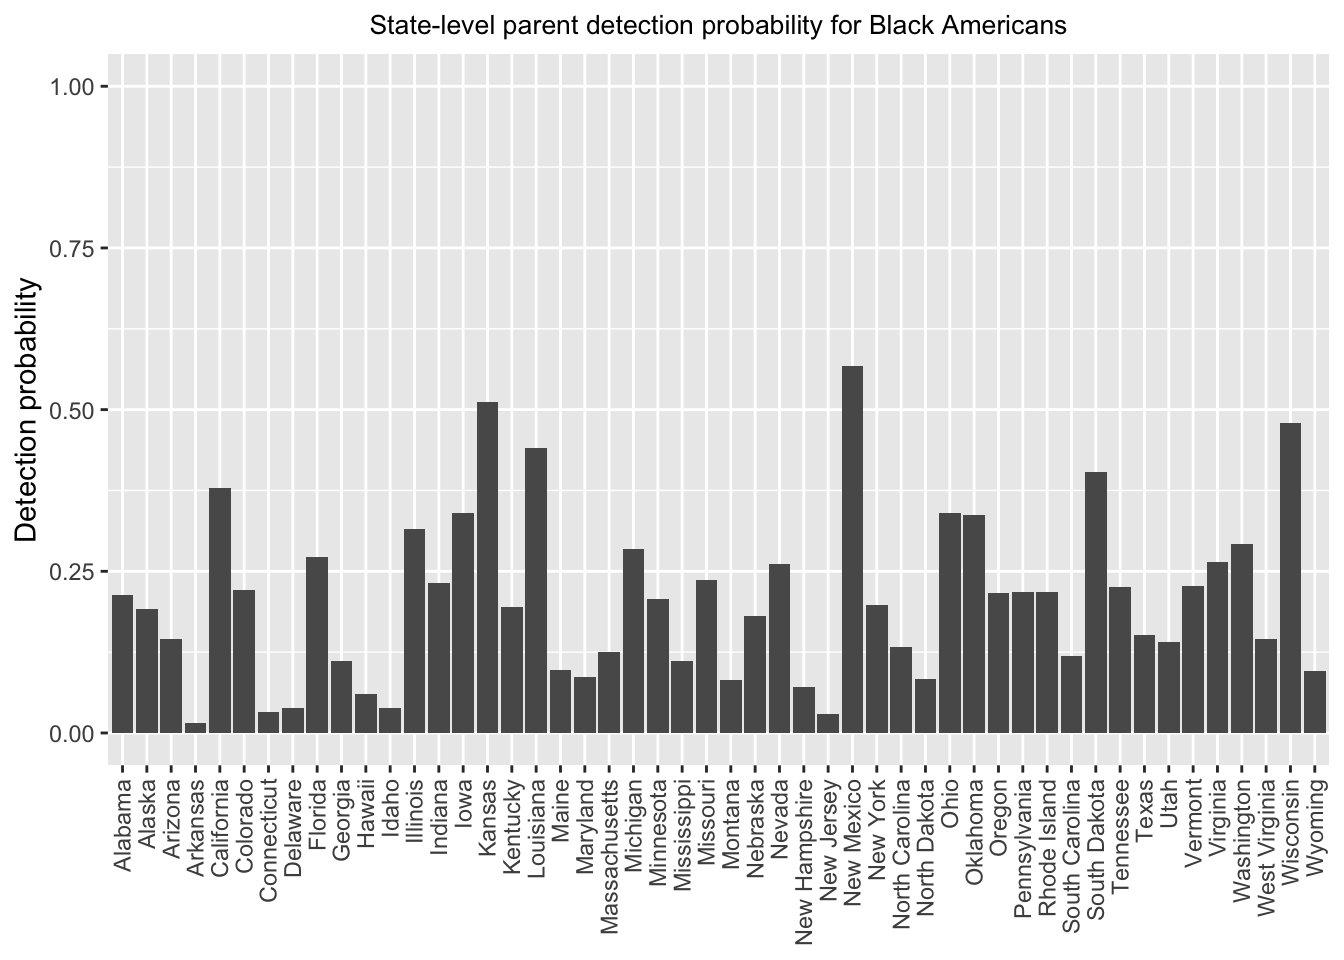 State-level parent detection probability for Black Americans
Detection probability
1.00
0.75
0.50
0.25
0.00
Alabama
Alaska
Arizona
Arkansas
California
Colorado
Connecticut
Delaware
Florida
Georgia
Hawaii
Idaho
Illinois
Indiana
Iowa
Kansas
Kentucky
Louisiana
Maine
Maryland
Massachusetts
Michigan
Minnesota
Mississippi
Missouri
Montana
Nebraska
Nevada
New Hampshire
New Jersey
New Mexico
New York
North Carolina
North Dakota
Ohio
Oklahoma
Oregon
Pennsylvania
Rhode Island
South Carolina
South Dakota
Tennessee
Texas
Utah
Vermont
Virginia
Washington
West Virginia
Wisconsin
Wyoming